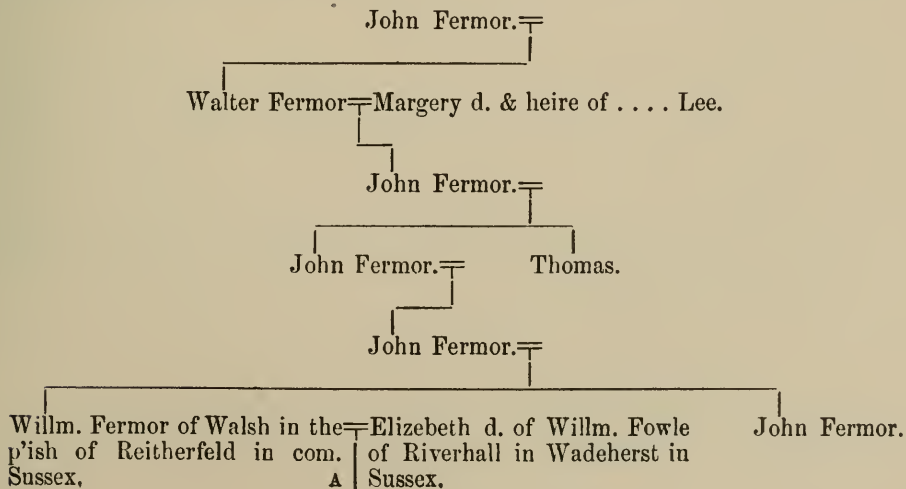 John Fermor.
Walter Fermor Margery d. & heire of . . . . Lee.
John Fermor.
John Fermor. Thomas.
John Fermor.
Willm. Fermor of Walsh in the
p'ish of Reitherfeld in com.
Sussex, A
Elizebeth d. of Willm. Fowle
of Riverhall in Wadeherst in
Sussex,
John Fermor.